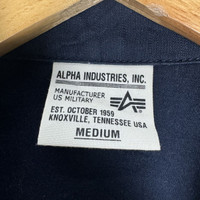 ALPHA INDUSTRIES, INC.
MANUFACTURER
US MILITARY
EST. OCTOBER 1959
KNOXVILLE, TENNESSEE USA
MEDIUM